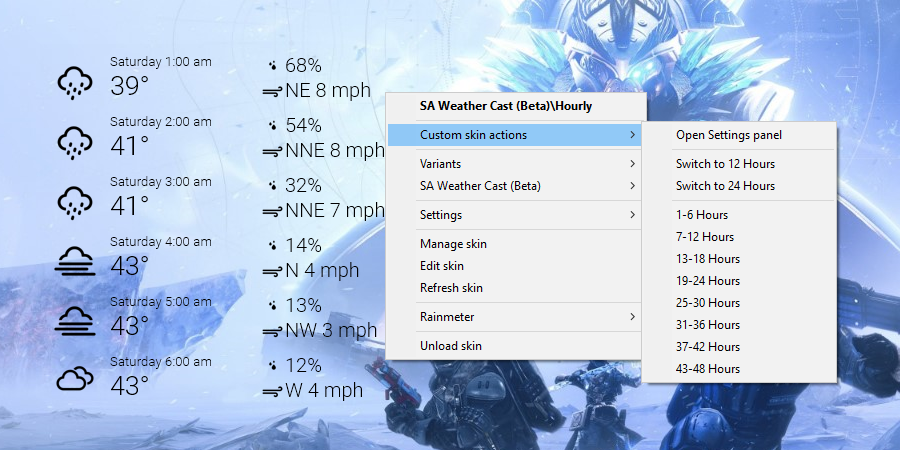 Saturday 1:00 am
39°
68%
NE 8 mph
Saturday 2:00 am
41°
54%
NNE 8 mph
Saturday 3:00 am
41°
32%
NNE 7 mph
Saturday 4:00 am
43°
14%
N 4 mph
Saturday 5:00 am
43°
13%
NW 3 mph
Saturday 6:00 am
43°
12%
W 4 mph
SA Weather Cast (Beta)\Hourly
Custom skin actions
Variants
SA Weather Cast (Beta)
Settings
Manage skin
Edit skin
Refresh skin
Rainmeter
Unload skin
Open Settings panel
Switch to 12 Hours
Switch to 24 Hours
1-6 Hours
7-12 Hours
13-18 Hours
19-24 Hours
25-30 Hours
31-36 Hours
37-42 Hours
43-48 Hours